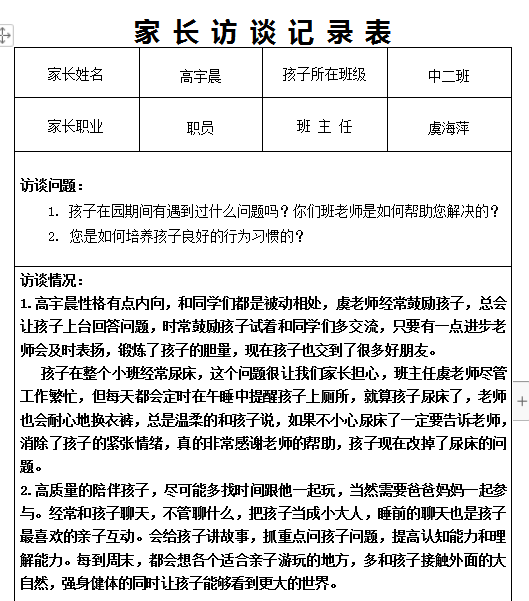 家 长 访 谈 记 录 表
家长姓名 高宇晨 孩子所在班级 中二班
家长职业 职员 班 主 任 虞海萍
访谈问题：
1. 孩子在园期间有遇到过什么问题吗？你们班老师是如何帮助您解决的？
2. 您是如何培养孩子良好的行为习惯的？
访谈情况：
1.高宇晨性格有点内向，和同学们都是被动相处，虞老师经常鼓励孩子，总会
让孩子上台回答问题，时常鼓励孩子试着和同学们多交流，只要有一点进步老
师会及时表扬，锻炼了孩子的胆量，现在孩子也交到了很多好朋友。
孩子在整个小班经常尿床，这个问题很让我们家长担心，班主任虞老师尽管
工作繁忙，但每天都会定时在午睡中提醒孩子上厕所，就算孩子尿床了，老师
也会耐心地换衣裤，总是温柔的和孩子说，如果不小心尿床了一定要告诉老师，
消除了孩子的紧张情绪，真的非常感谢老师的帮助，孩子现在改掉了尿床的问
题。
2.高质量的陪伴孩子，尽可能多找时间跟他一起玩，当然需要爸爸妈妈一起参
与。经常和孩子聊天，不管聊什么，把孩子当成小大人，睡前的聊天也是孩子
最喜欢的亲子互动。会给孩子讲故事，抓重点问孩子问题，提高认知能力和理
解能力。每到周末，都会想各个适合亲子游玩的地方，多和孩子接触外面的大
自然，强身健体的同时让孩子能够看到更大的世界。